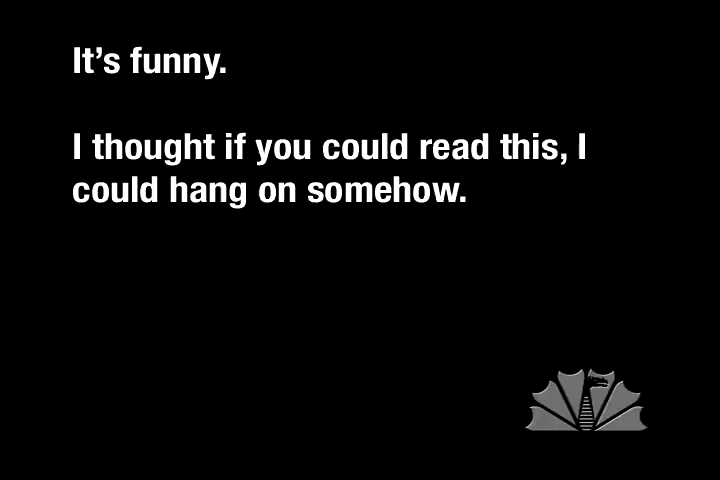 It’s funny.
I thought if you could read this, I
could hang on somehow.